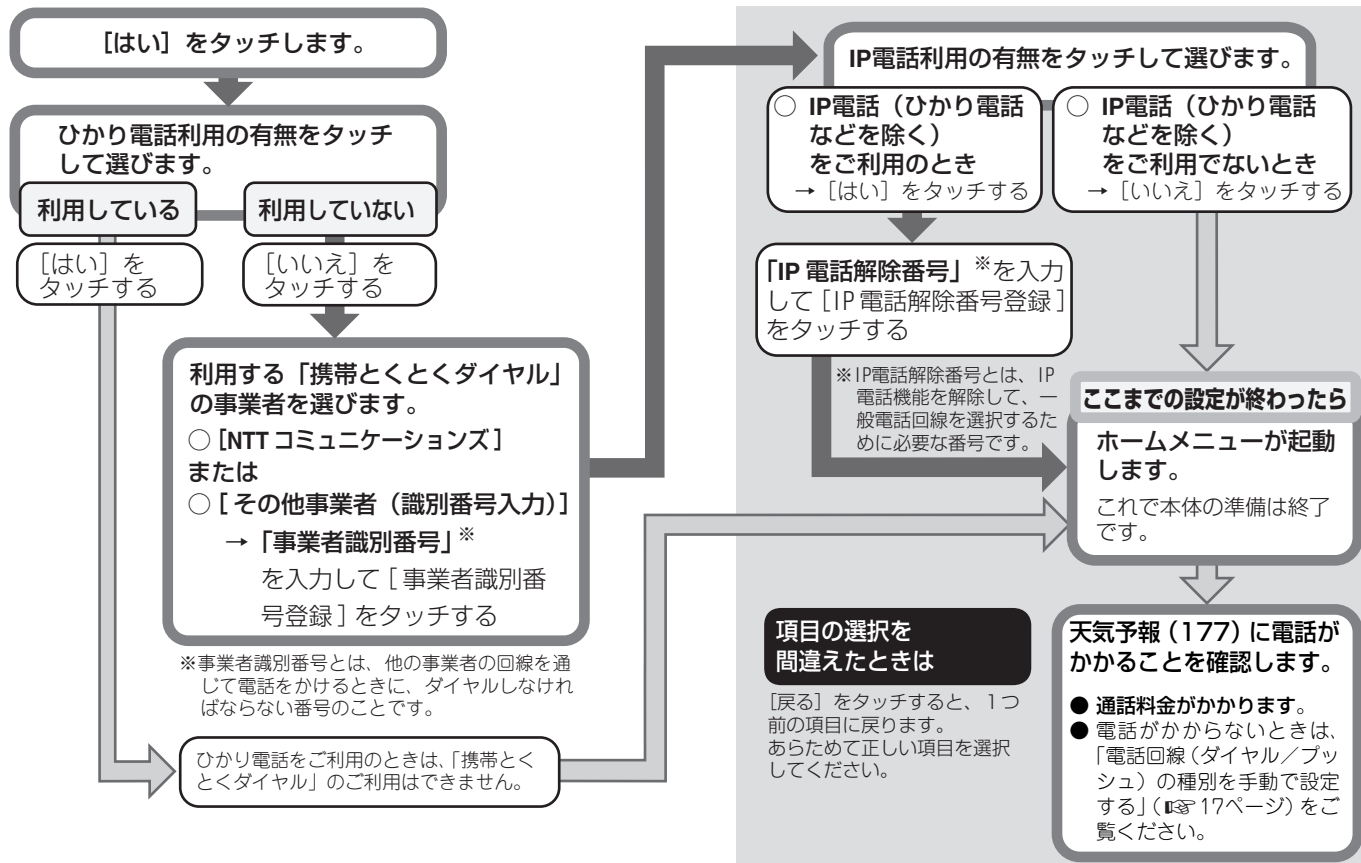 ［はい］をタッチします。
ひかり電話利用の有無をタッチ
して選びます。
利用している
利用していない
［はい］を
タッチする
［いいえ］を
タッチする
利用する「携帯とくとくダイヤル」
の事業者を選びます。
○［NTTコミュニケーションズ］
または
○［その他事業者（識別番号入力）］
→「事業者識別番号」※
を入力して［事業者識別番
号登録］をタッチする
※事業者識別番号とは、他の事業者の回線を通
じて電話をかけるときに、ダイヤルしなけれ
ばならない番号のことです。
ひかり電話をご利用のときは、「携帯とく
とくダイヤル」のご利用はできません。
IP電話利用の有無をタッチして選びます。
○ IP電話（ひかり電話
などを除く）
をご利用のとき
→［はい］をタッチする
○ IP電話（ひかり電話
などを除く）
をご利用でないとき
→［いいえ］をタッチする
「IP電話解除番号」※を入力
して［IP電話解除番号登録］
をタッチする
※IP電話解除番号とは、IP
電話機能を解除して、一
般電話回線を選択するた
めに必要な番号です。
ここまでの設定が終わったら
ホームメニューが起動
します。
これで本体の準備は終了
です。
項目の選択を
間違えたときは
［戻る］をタッチすると、1つ
前の項目に戻ります。
あらためて正しい項目を選択
してください。
天気予報（177）に電話が
かかることを確認します。
● 通話料金がかかります。
● 電話がかからないときは、
「電話回線（ダイヤル／プッ
シュ）の種別を手動で設定
する」（☞17ページ）をご
覧ください。